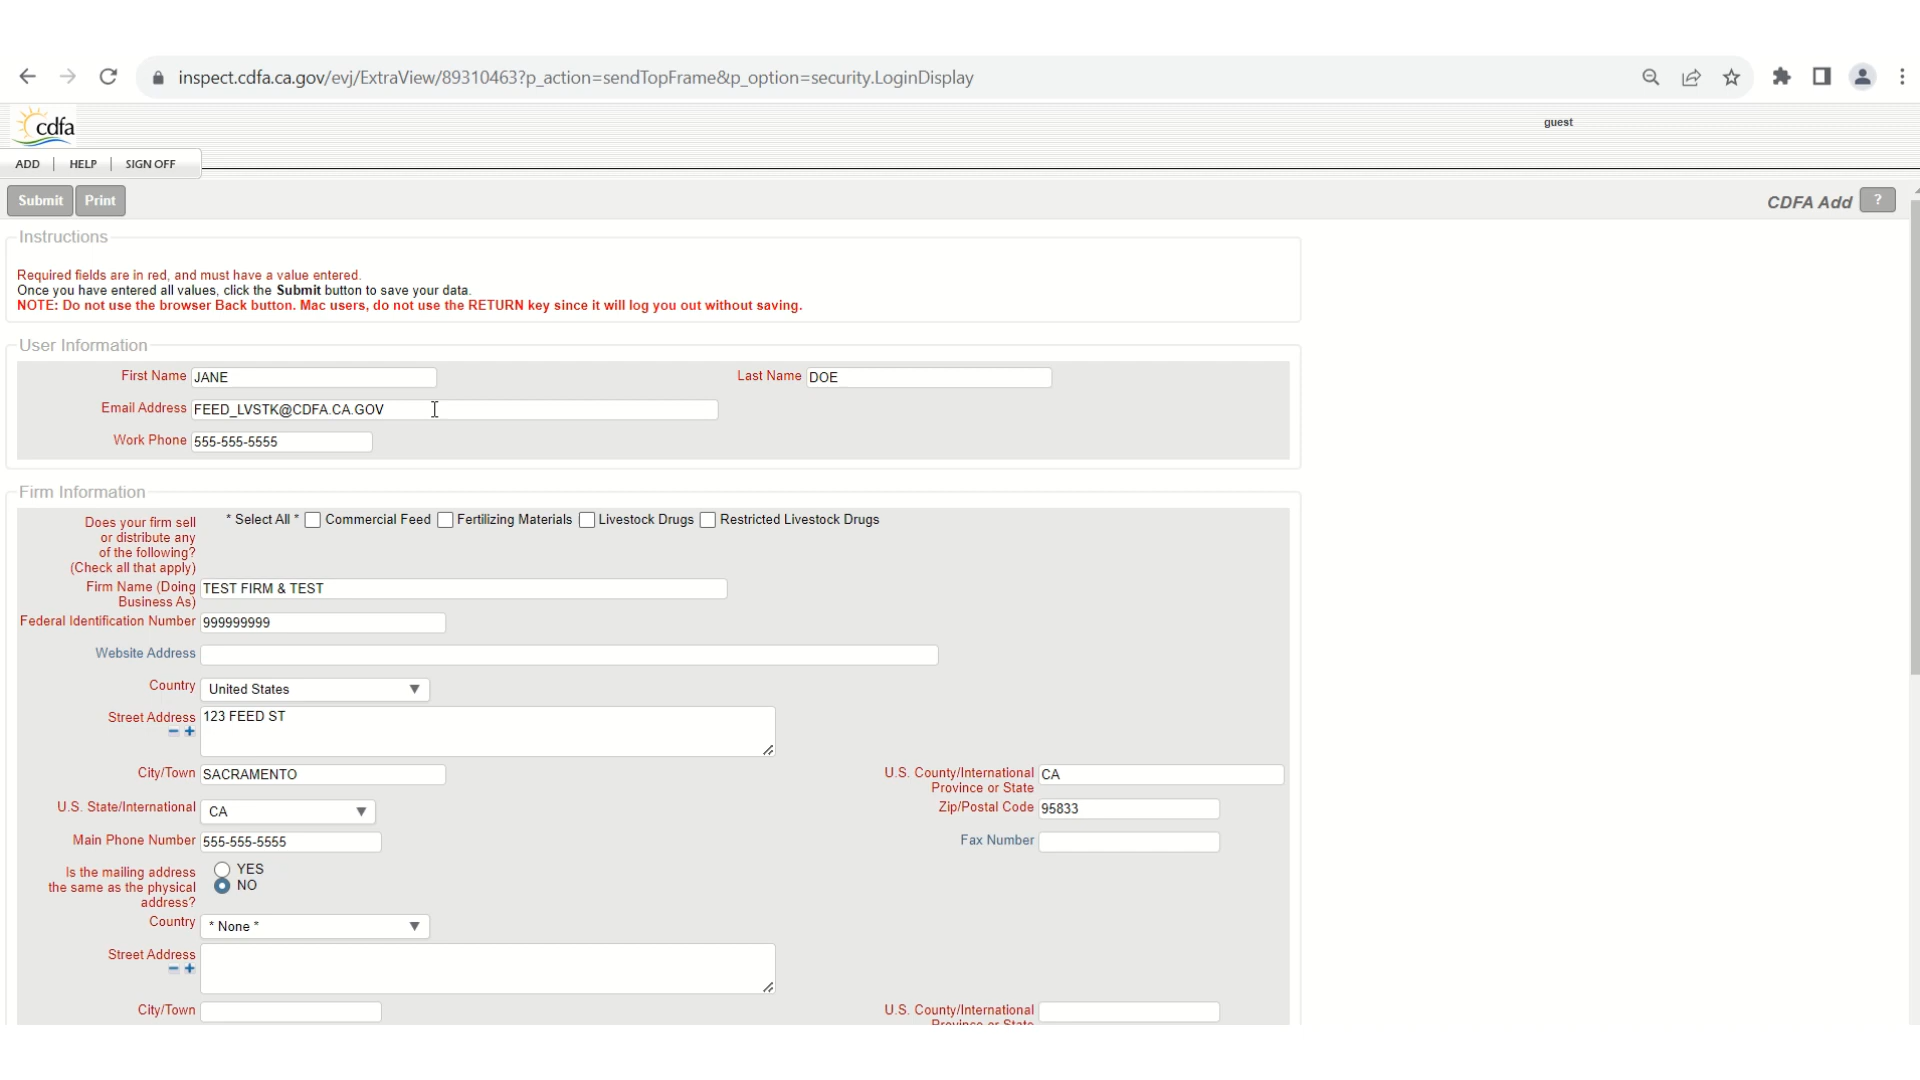 inspect.cdfa.ca.gov/evj/ExtraView/89310463?p_action=sendTopFrame&p_option=security.LoginDisplay
cdfa
guest
ADD | HELP | SIGN OFF
Submit Print
CDFA Add ?
Instructions
Required fields are in red, and must have a value entered.
Once you have entered all values, click the Submit button to save your data.
NOTE: Do not use the browser Back button. Mac users, do not use the RETURN key since it will log you out without saving.
User Information
First Name JANE Last Name DOE
Email Address FEED_LVSTK@CDFA.CA.GOV
Work Phone 555-555-5555
Firm Information
Does your firm sell * Select All * Commercial Feed Fertilizing Materials Livestock Drugs Restricted Livestock Drugs
or distribute any
of the following?
(Check all that apply)
Firm Name (Doing TEST FIRM & TEST
Business As)
Federal Identification Number 999999999
Website Address
Country United States
Street Address 123 FEED ST
City/Town SACRAMENTO U.S. County/International CA
Province or State
U.S. State/International CA Zip/Postal Code 95833
Main Phone Number 555-555-5555 Fax Number
Is the mailing address YES
the same as the physical NO
address?
Country * None *
Street Address
City/Town U.S. County/International
Province or State